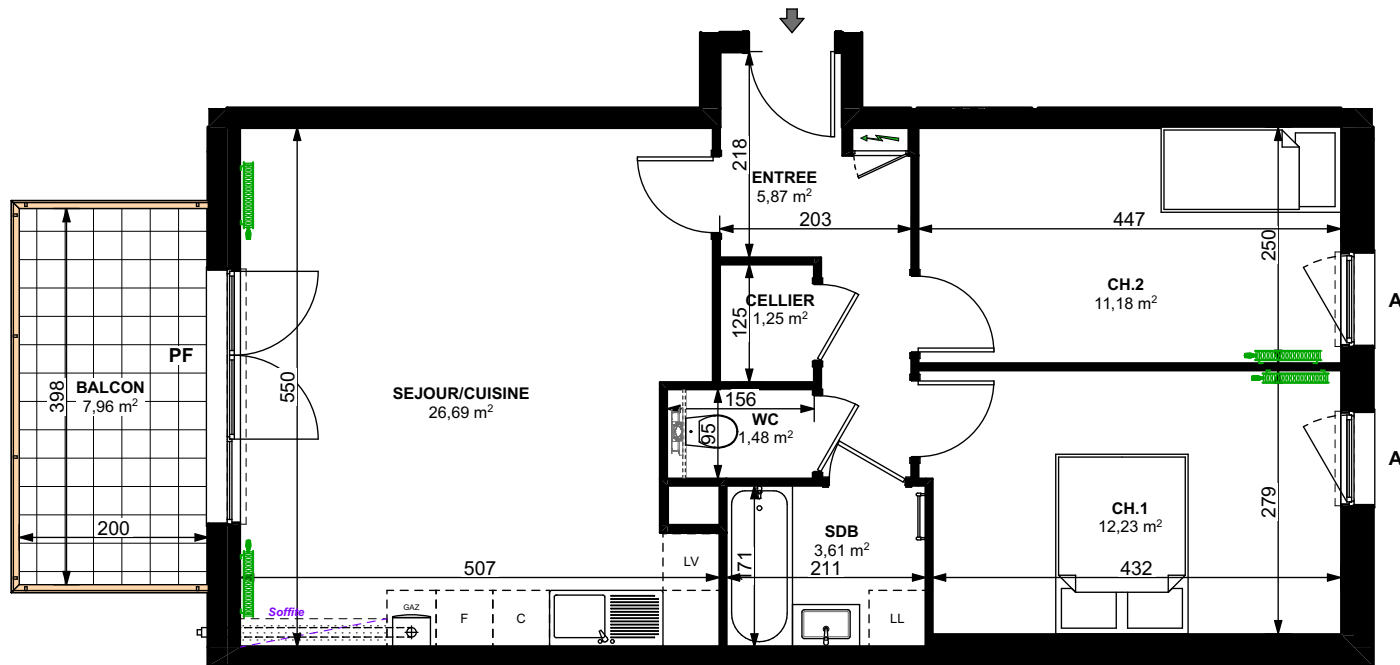 ENTREE
5,87 m²
218
203
447
250
CH.2
11,18 m²
A
CELLIER
1,25 m²
125
PF
BALCON
7,96 m²
398
200
550
SEJOUR/CUISINE
26,69 m²
156
WC
1,48 m²
95
A
CH.1
12,23 m²
279
432
SDB
3,61 m²
211
171
507
LV
Soffite
GAZ
F
C
LL